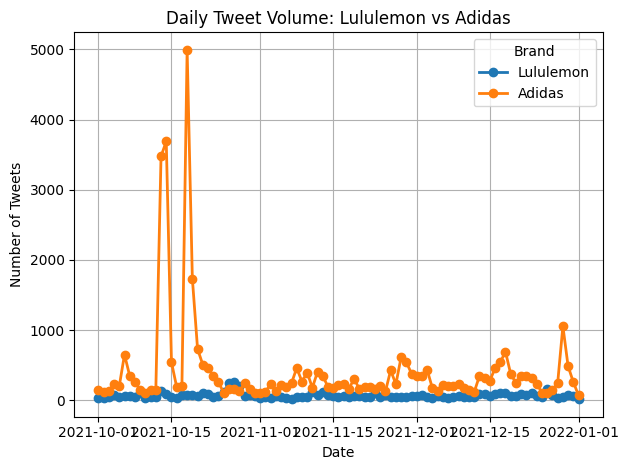 Daily Tweet Volume: Lululemon vs Adidas
Number of Tweets
5000
4000
3000
2000
1000
0
Brand
Lululemon
Adidas
2021-10-01
2021-10-15
2021-11-01
2021-11-15
2021-12-01
2021-12-15
2022-01-01
Date